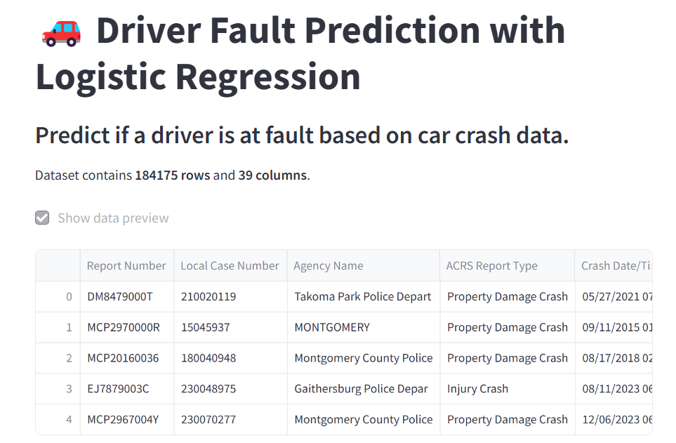 Driver Fault Prediction with
Logistic Regression
Predict if a driver is at fault based on car crash data.
Dataset contains 184175 rows and 39 columns.
Show data preview
Report Number Local Case Number Agency Name ACRS Report Type Crash Date/Ti
0 DM8479000T 210020119 Takoma Park Police Depart Property Damage Crash 05/27/2021 07
1 MCP2970000R 15045937 MONTGOMERY Property Damage Crash 09/11/2015 01
2 MCP20160036 180040948 Montgomery County Police Property Damage Crash 08/17/2018 02
3 EJ7879003C 230048975 Gaithersburg Police Depar Injury Crash 08/11/2023 06
4 MCP2967004Y 230070277 Montgomery County Police Property Damage Crash 12/06/2023 06